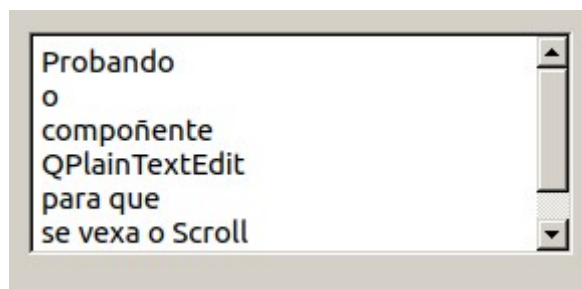 Probando
o
compoñente
QPlainTextEdit
para que
se vexa o Scroll